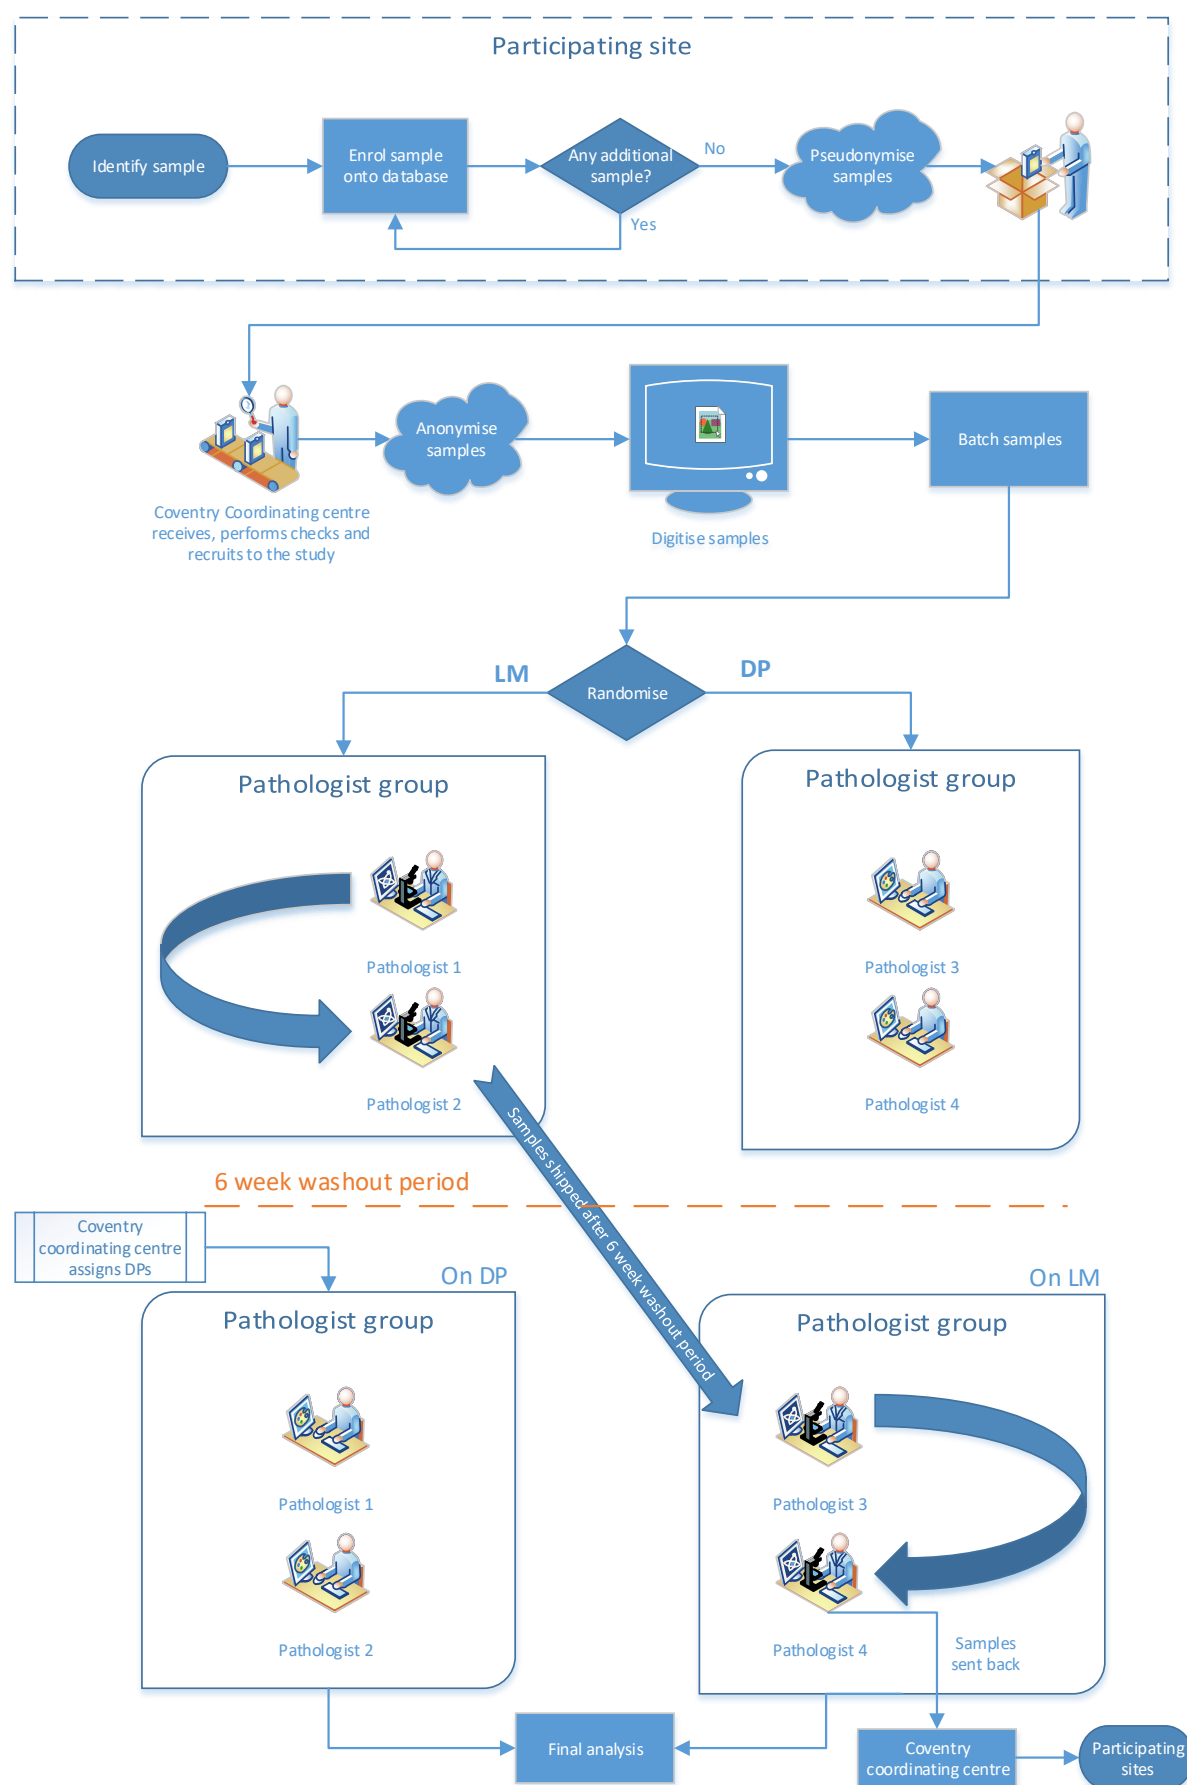 Participating site
Identify sample
Enrol sample
onto database
Any additional
sample?
No
Yes
Pseudonymise
samples
Coventry Coordinating centre
receives, performs checks and
recruits to the study
Anonymise
samples
Digitise samples
Batch samples
Randomise
LM
DP
Pathologist group
Pathologist 1
Pathologist 2
Pathologist group
Pathologist 3
Pathologist 4
Samples shipped after 6 week washout period
6 week washout period
Coventry
coordinating centre
assigns DPs
On DP
Pathologist group
Pathologist 1
Pathologist 2
On LM
Pathologist group
Pathologist 3
Pathologist 4
Samples
sent back
Final analysis
Coventry
coordinating centre
Participating
sites